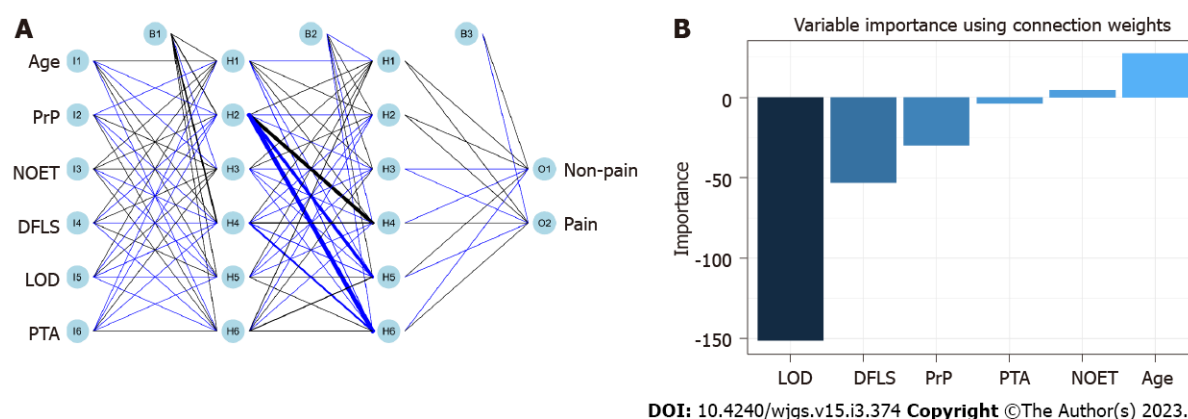 A
B1
B2
B3
Age
I1
H1
H1
PrP
I2
H2
H2
NOET
I3
H3
H3
O1
Non-pain
DFLS
I4
H4
H4
O2
Pain
LOD
I5
H5
H5
PTA
I6
H6
H6
B
Variable importance using connection weights
Importance
0
-50
-100
-150
LOD DFLS PrP PTA NOET Age
DOI: 10.4240/wjgs.v15.i3.374 Copyright ©The Author(s) 2023.